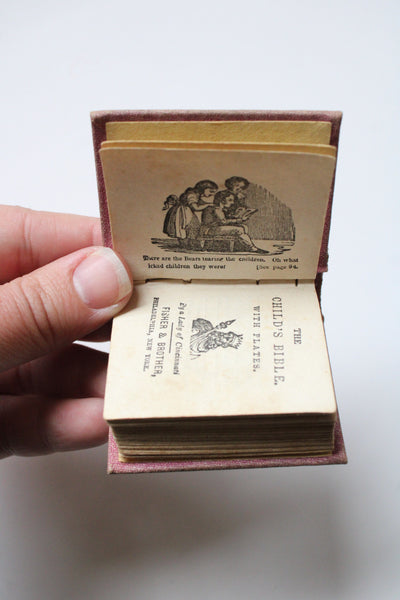 There are the Bears tearing the children. Oh what
icked children they were!
[See page 94.
THE
CHILD'S BIBLE.
WITH PLATES.
By a Lady of Cincinnati
FISHER & BROTHER,
PHILADELPHIA,
NEW YORK.